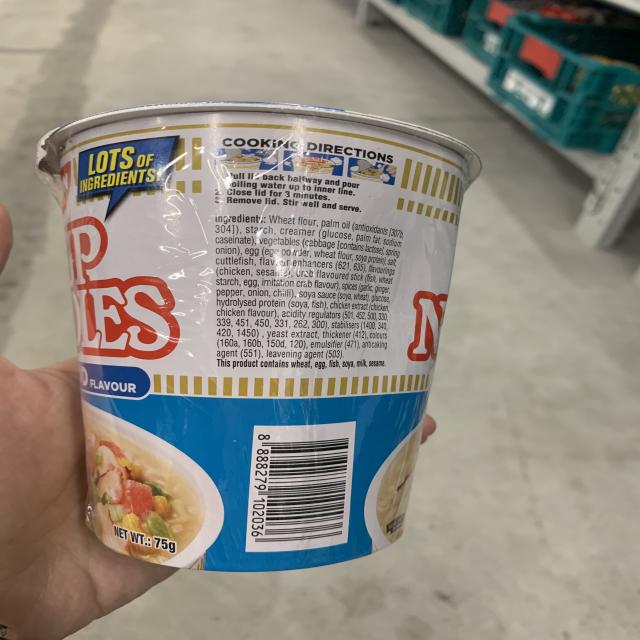 LOTS OF
INGREDIENTS
FLAVOUR
COOKING DIRECTIONS
1. Pull lid back halfway and pour
boiling water up to inner line.
2. Close lid for 3 minutes.
3. Remove lid. Stir well and serve.
Ingredients: Wheat flour, palm oil (antioxidants [307b,
304]), starch, creamer (glucose, palm fat, sodium
caseinate), vegetables (cabbage [contains lactose], spring
onion), egg (egg powder, wheat flour, soya protein), salt,
cuttlefish, flavour enhancers (621, 635), flavourings
(chicken, sesame), crab flavoured stick (fish, wheat
starch, egg, imitation crab flavour), spices (garlic, ginger,
pepper, onion, chilli), soya sauce (soya, wheat), glucose,
hydrolysed protein (soya, fish), chicken extract (chicken,
chicken flavour), acidity regulators (501, 452, 500, 330,
339, 451, 450, 331, 262, 300), stabilisers (1400, 340,
420, 1450) , yeast extract, thickener (412), colours
(160a, 160b, 150d, 120), emulsifier (471), anticaking
agent (551), leavening agent (503).
This product contains wheat, egg, fish, soya, milk, sesame.
8 888279 102036
NET WT.: 75g